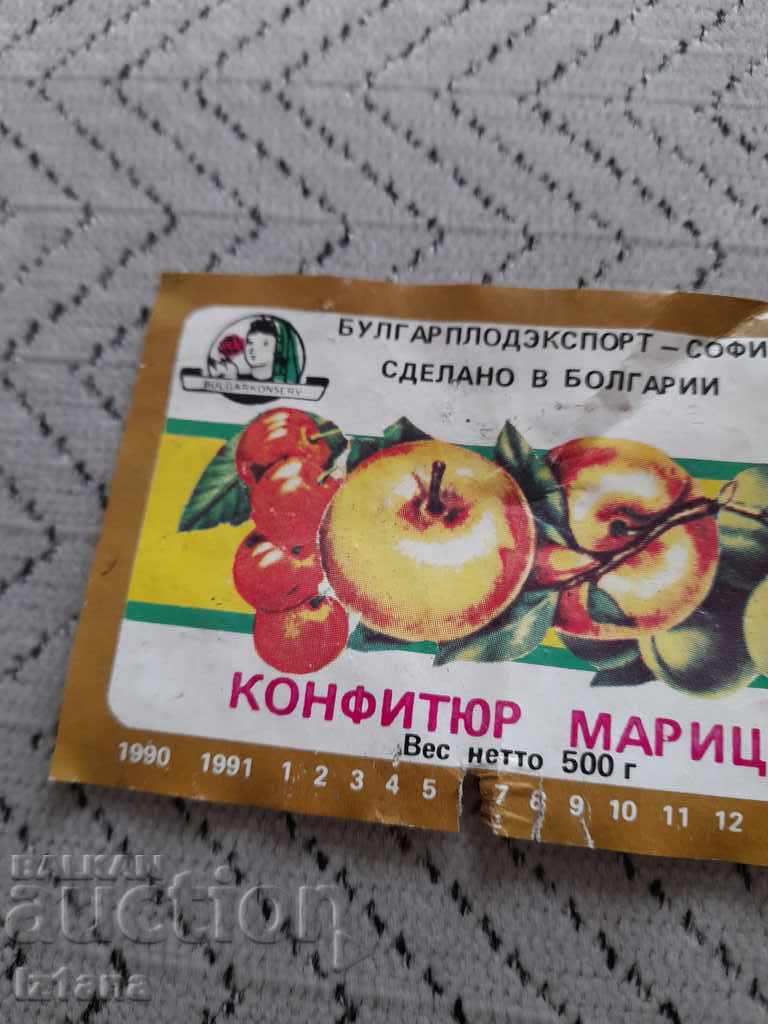 БУЛГАРПЛОДЭКСПОРТ – СОФИ
СДЕЛАНО В БОЛГАРИИ
BULGARKONSERV
КОНФИТЮР МАРИЦ
Вес нетто 500 г
1990 1991 1 2 3 4 5 7 8 9 10 11 12
BALKAN
auction
Iztana